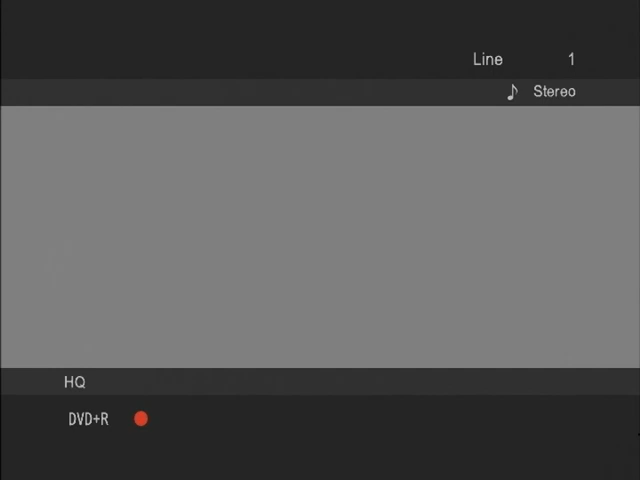 Line 1
♪ Stereo
HQ
DVD+R